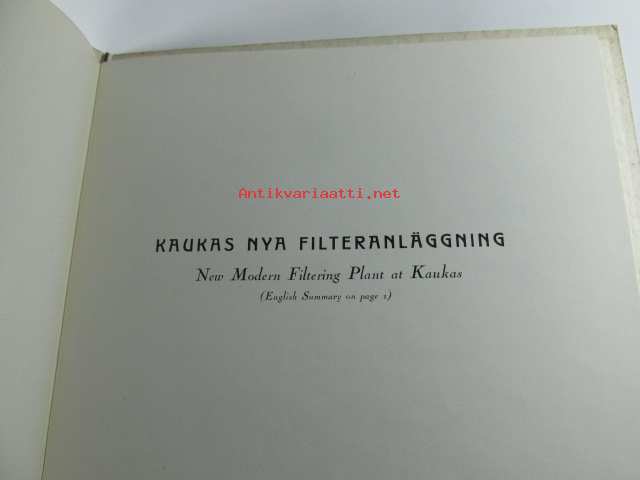 Antikvariaatti.net
KAUKAS NYA FILTERANLÄGGNING
New Modern Filtering Plant at Kaukas
(English Summary on page 1)